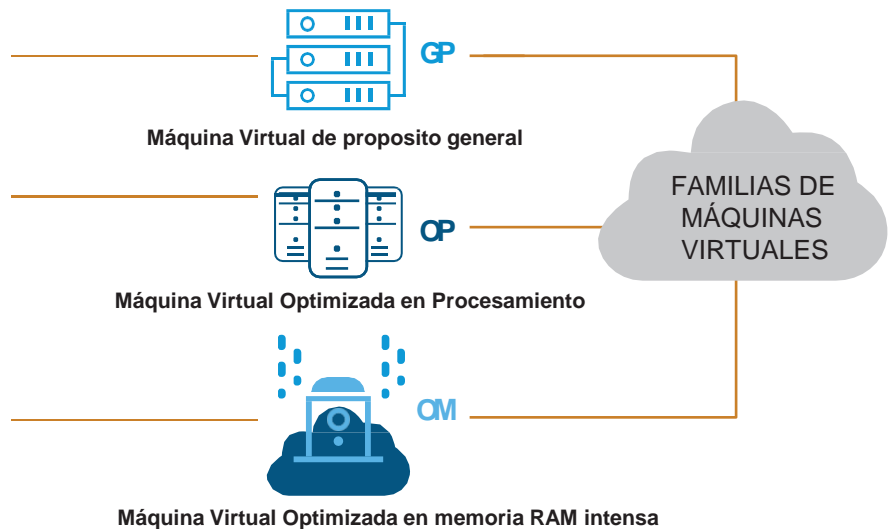 GP
Máquina Virtual de proposito general
OP
Máquina Virtual Optimizada en Procesamiento
OM
Máquina Virtual Optimizada en memoria RAM intensa
FAMILIAS DE
MÁQUINAS
VIRTUALES